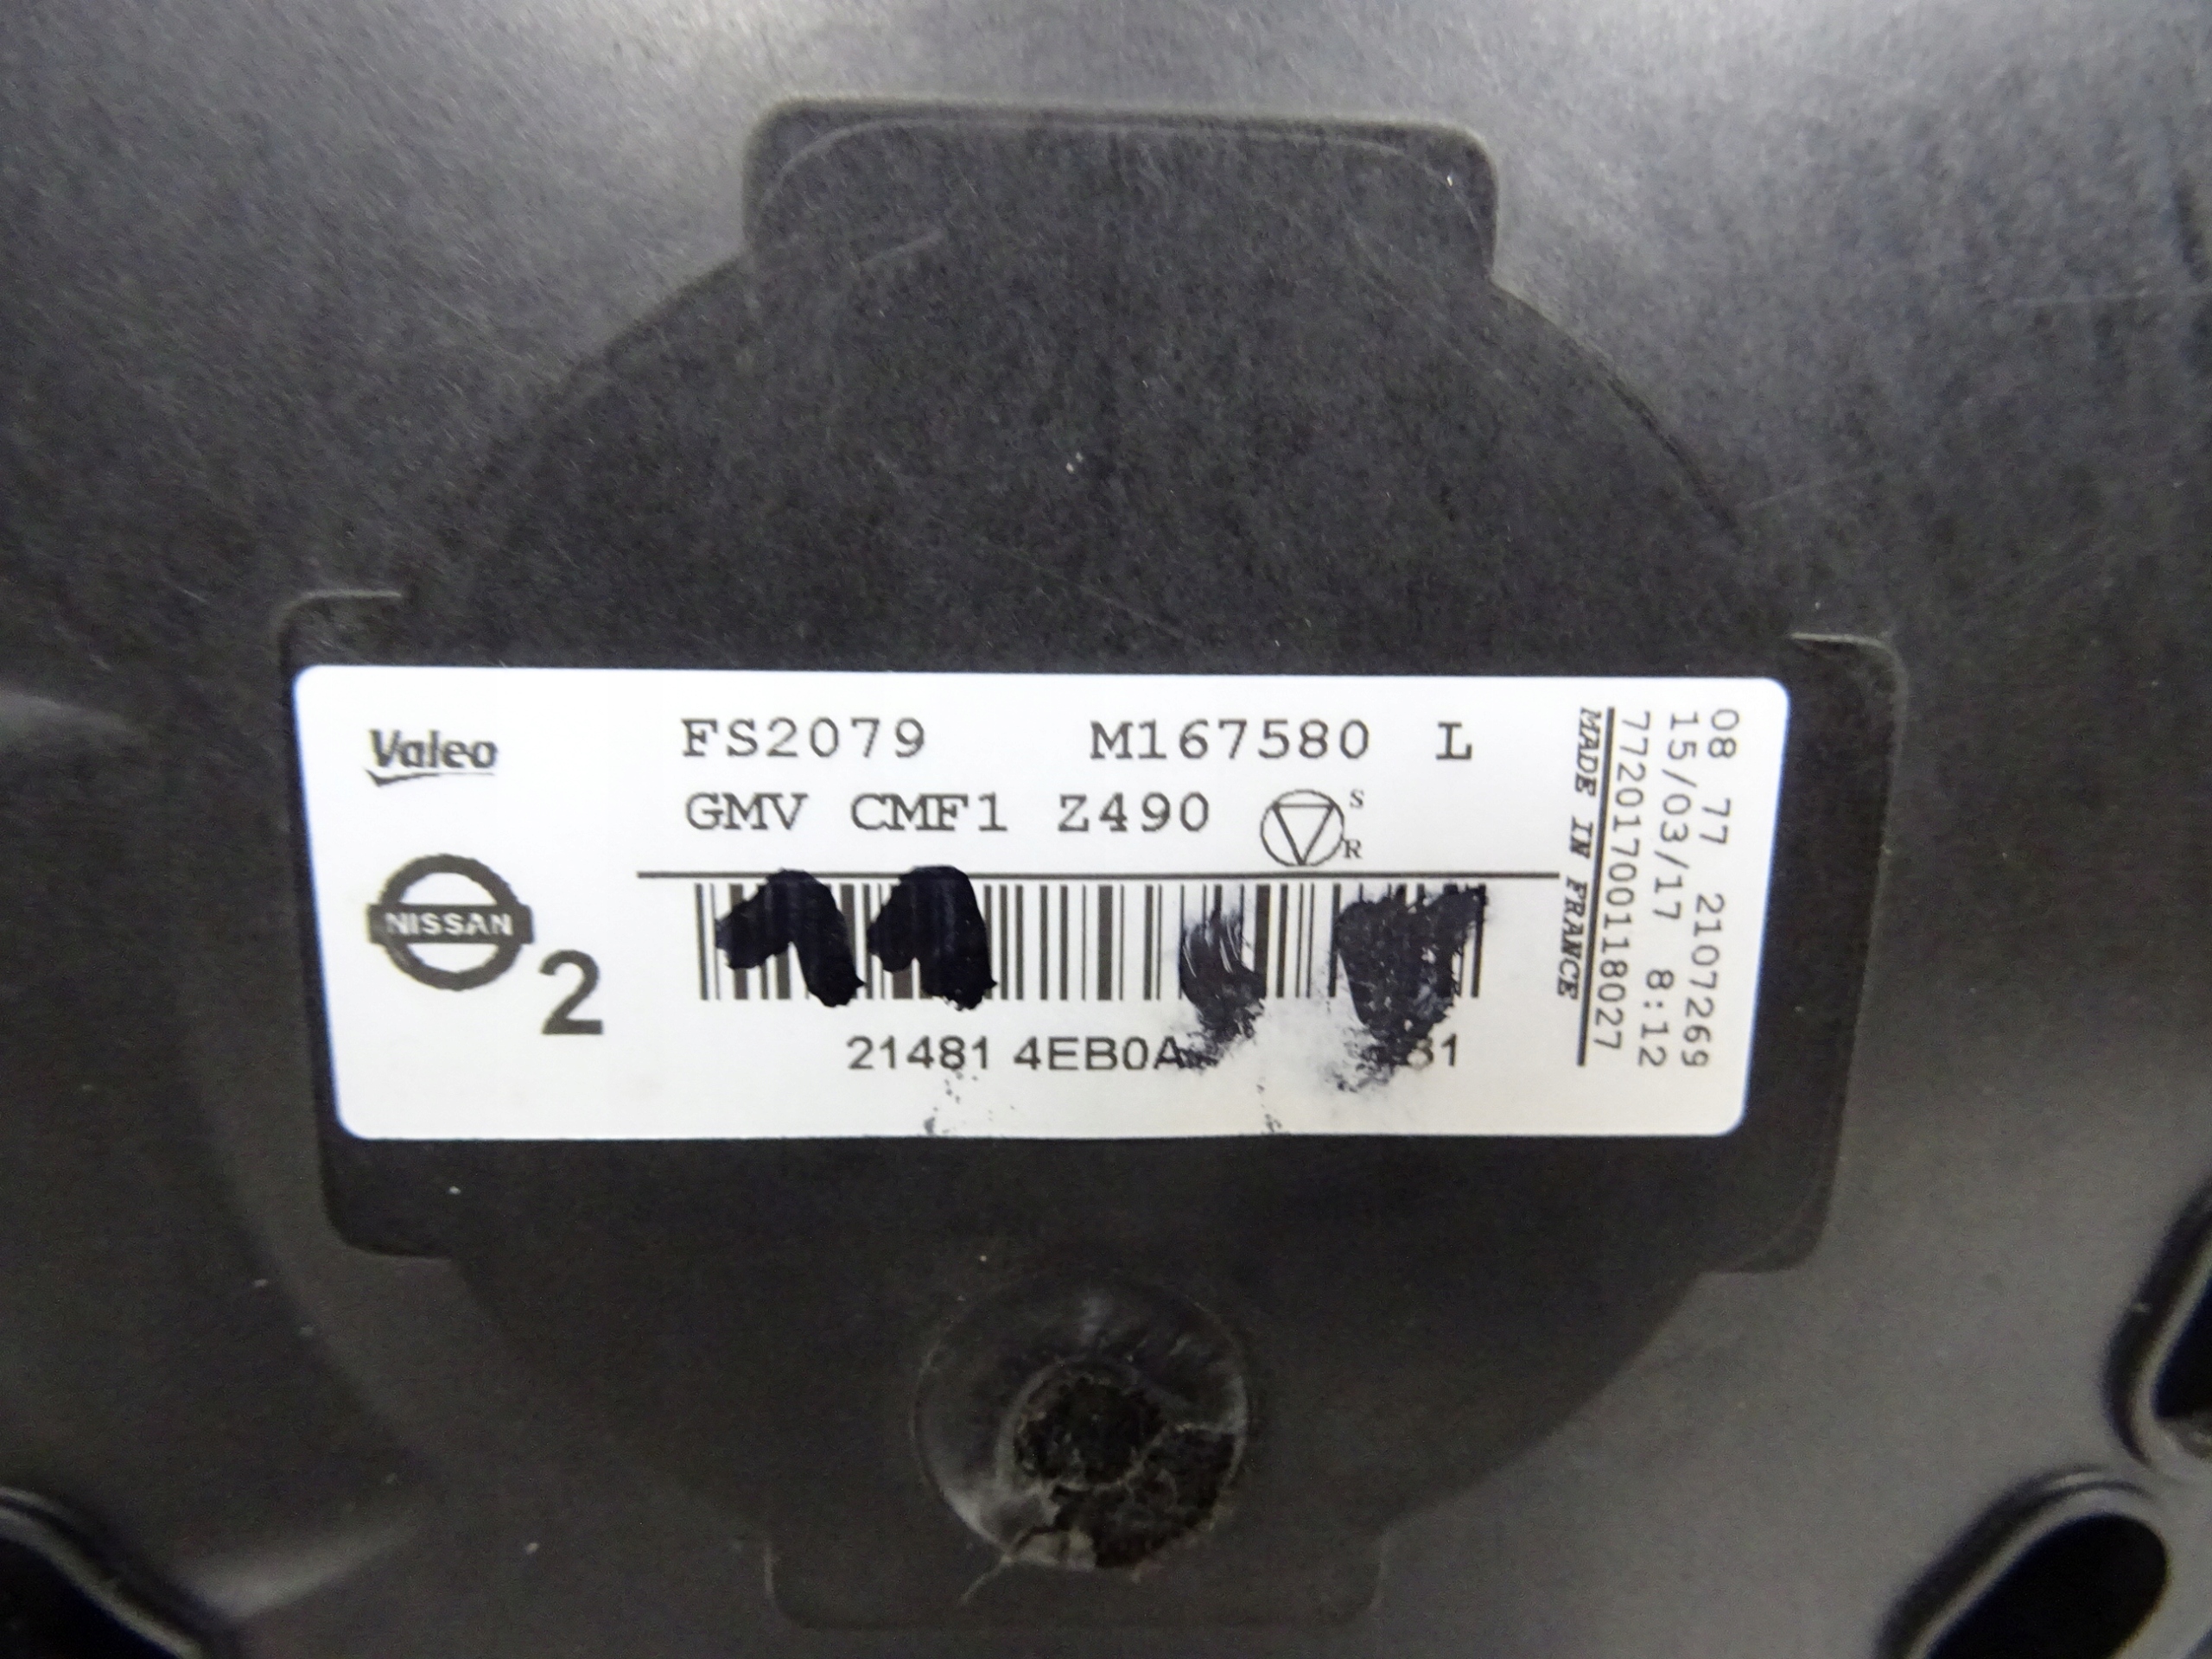 Valeo
FS2079 M167580 L
GMV CMF1 Z490 S
R
NISSAN
2
21481 4EB0A
08 77 2107269
15/03/17 8:12
7720170011180027
MADE IN FRANCE